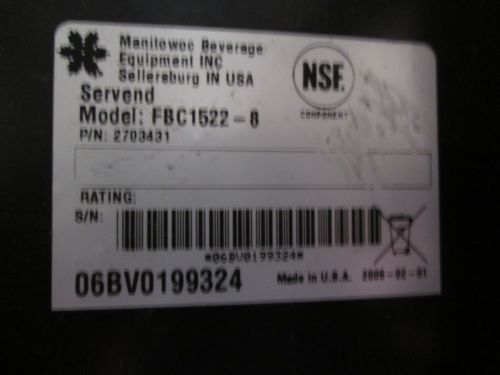 Manitowoc Beverage
Equipment INC
Sellersburg IN USA
NSF.
COMPONENT
Servend
Model: FBC1522-8
P/N: 2703431
RATING:
S/N:
*06BV0199324*
06BV0199324
Made in U.S.A. 2006-02-01